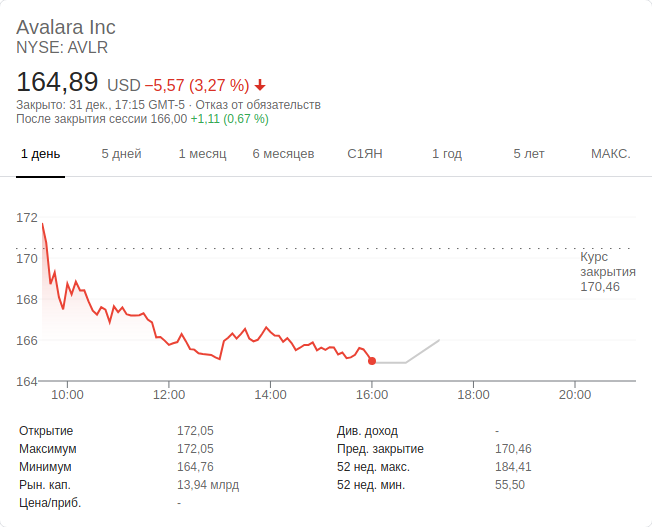 Avalara Inc
NYSE: AVLR
164,89 USD −5,57 (3,27 %)
Закрыто: 31 дек., 17:15 GMT-5 · Отказ от обязательств
После закрытия сессии 166,00 +1,11 (0,67 %)
1 день 5 дней 1 месяц 6 месяцев С1ЯН 1 год 5 лет МАКС.
172
170
168
166
164
Курс
закрытия
170,46
10:00 12:00 14:00 16:00 18:00 20:00
Открытие 172,05 Див. доход -
Максимум 172,05 Пред. закрытие 170,46
Минимум 164,76 52 нед. макс. 184,41
Рын. кап. 13,94 млрд 52 нед. мин. 55,50
Цена/приб. -